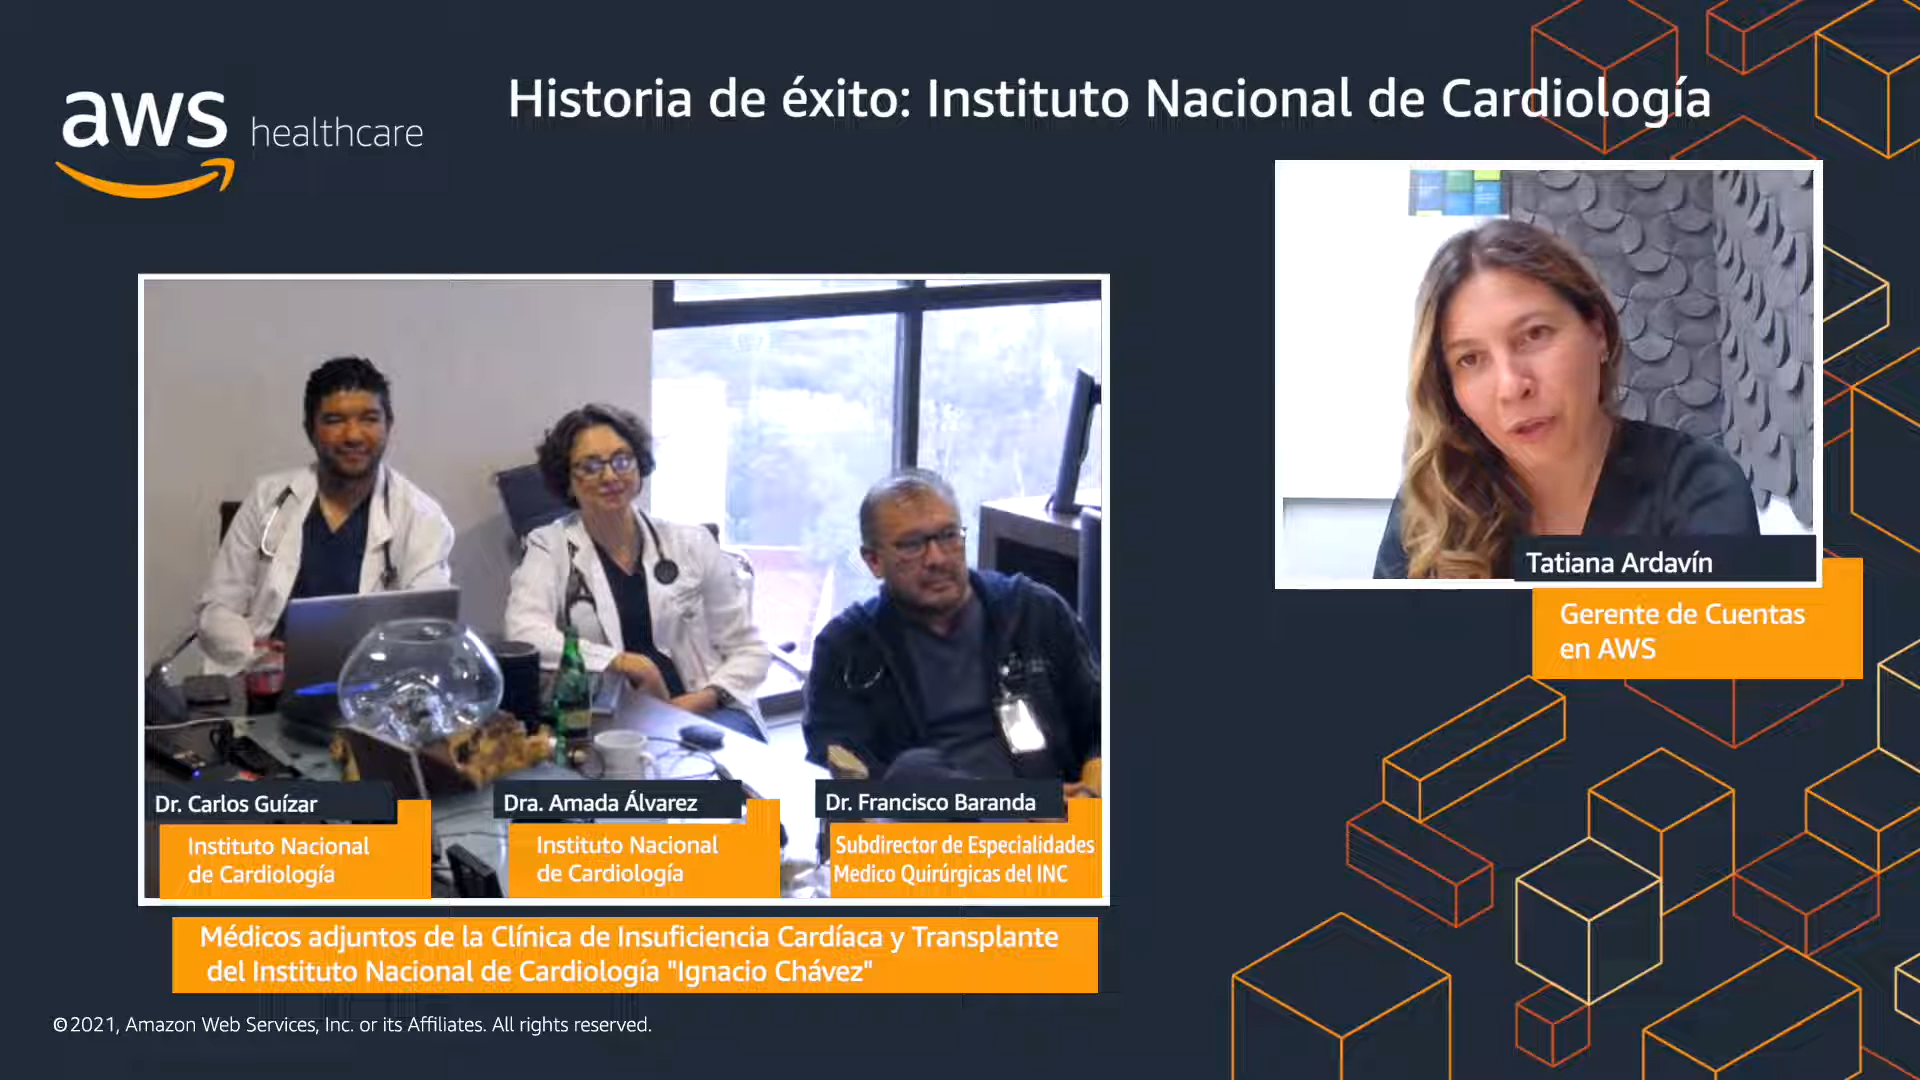 aws healthcare
Historia de éxito: Instituto Nacional de Cardiología
Tatiana Ardavín
Gerente de Cuentas
en AWS
Dr. Carlos Guízar
Instituto Nacional
de Cardiología
Dra. Amada Álvarez
Instituto Nacional
de Cardiología
Dr. Francisco Baranda
Subdirector de Especialidades
Medico Quirúrgicas del INC
Médicos adjuntos de la Clínica de Insuficiencia Cardíaca y Transplante
del Instituto Nacional de Cardiología "Ignacio Chávez"
©2021, Amazon Web Services, Inc. or its Affiliates. All rights reserved.